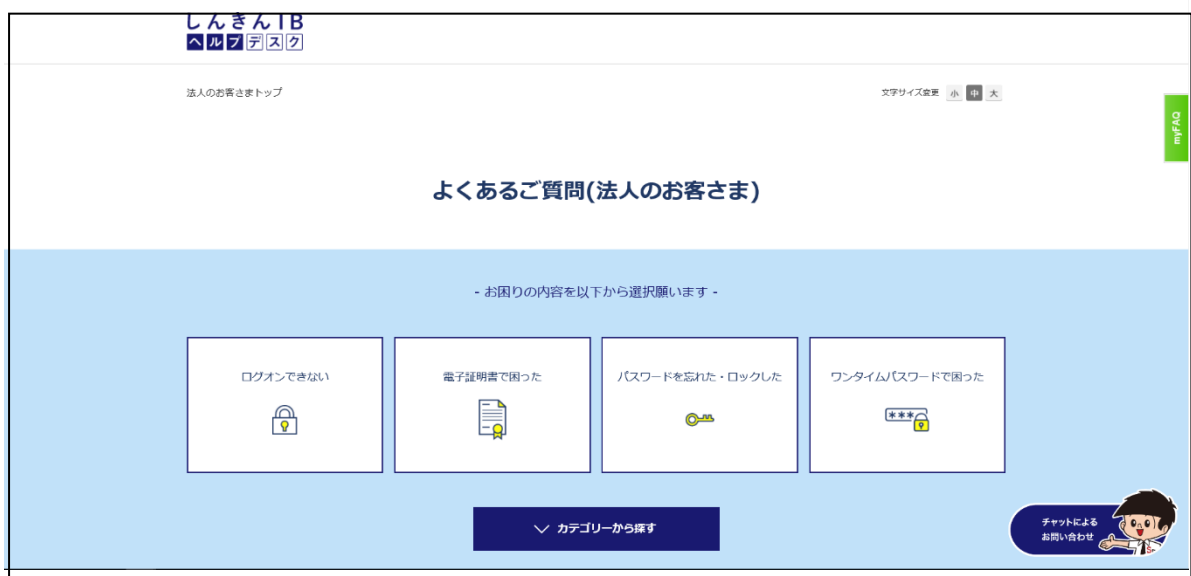 しんきんIB
ヘルプデスク
法人のお客さまトップ
文字サイズ変更 小 中 大
myFAQ
よくあるご質問(法人のお客さま)
- お困りの内容を以下から選択願います -
ログオンできない
電子証明書で困った
パスワードを忘れた・ロックした
ワンタイムパスワードで困った
***
カテゴリーから探す
チャットによる
お問い合わせ